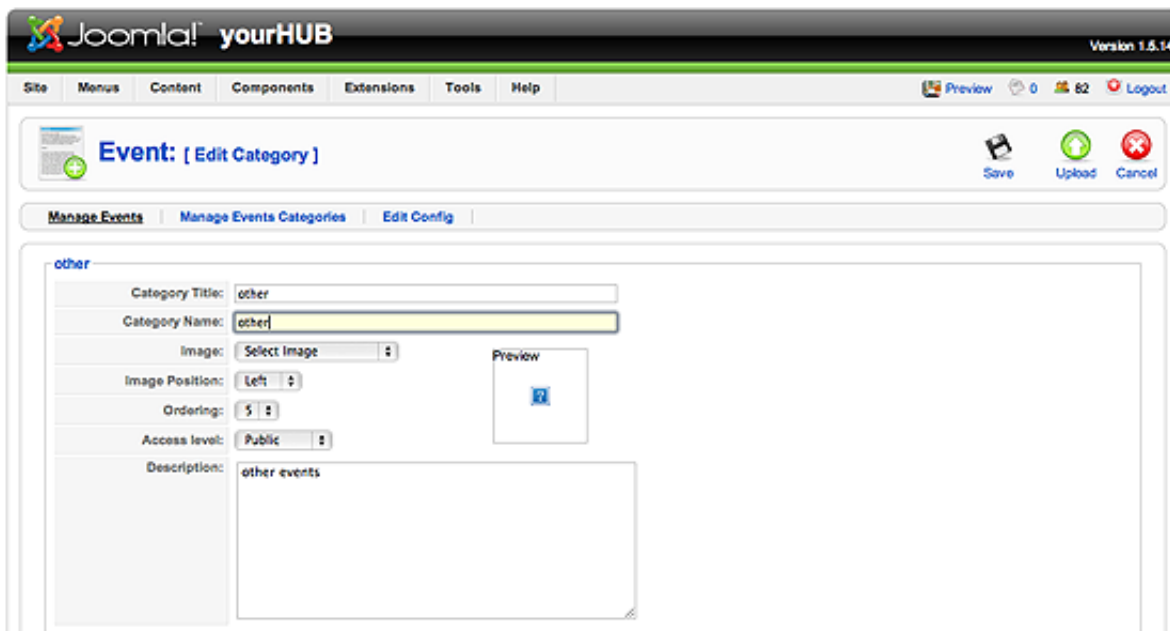 Joomla! yourHUB
Version 1.5.14
Site Menus Content Components Extensions Tools Help Preview 0 82 Logout
Event: [ Edit Category ]
Save Upload Cancel
Manage Events Manage Events Categories Edit Config
other
Category Title: other
Category Name: other
Image: Select Image
Preview
Image Position: Left
Ordering: 5
Access level: Public
Description: other events